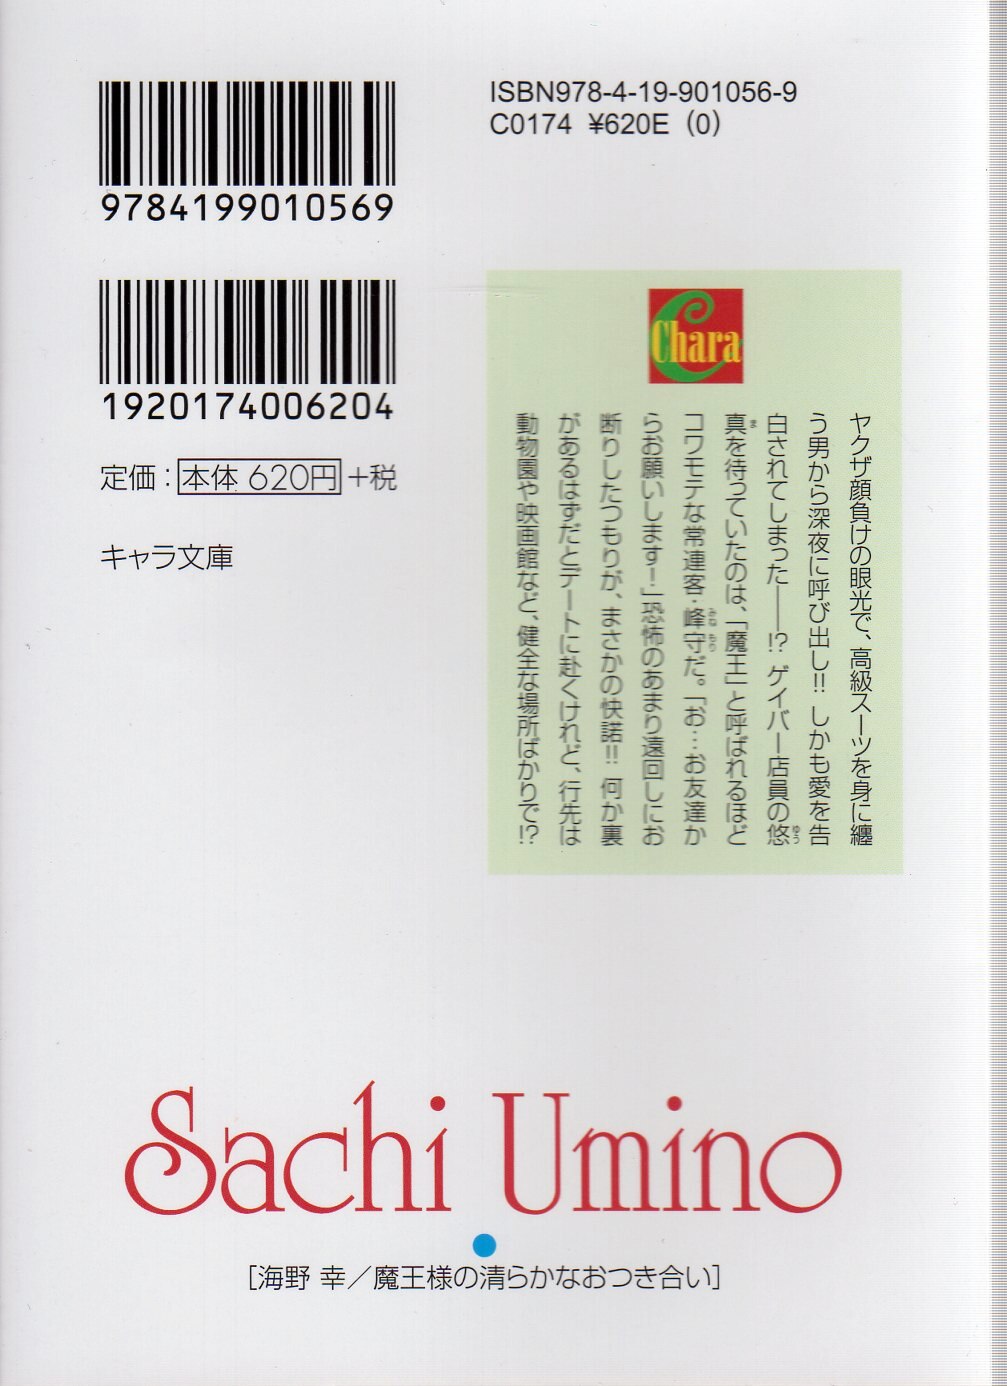 ISBN978-4-19-901056-9
C0174 ¥620E (0)
9784199010569
1920174006204
定価：本体 620円+税
キャラ文庫
Chara
ヤクザ顔負けの眼光で、高級スーツを身に纏
う男から深夜に呼び出し!! しかも愛を告
白されてしまった――!? ゲイバー店員の悠
真を待っていたのは、「魔王」と呼ばれるほど
コワモテな常連客・峰守だ。「お…お友達か
らお願いします!」恐怖のあまり遠回しにお
断りしたつもりが、まさかの快諾!! 何か裏
があるはずだとデートに赴くけれど、行先は
動物園や映画館など、健全な場所ばかりで!?
Sachi Umino
[海野 幸／魔王様の清らかなおつき合い]